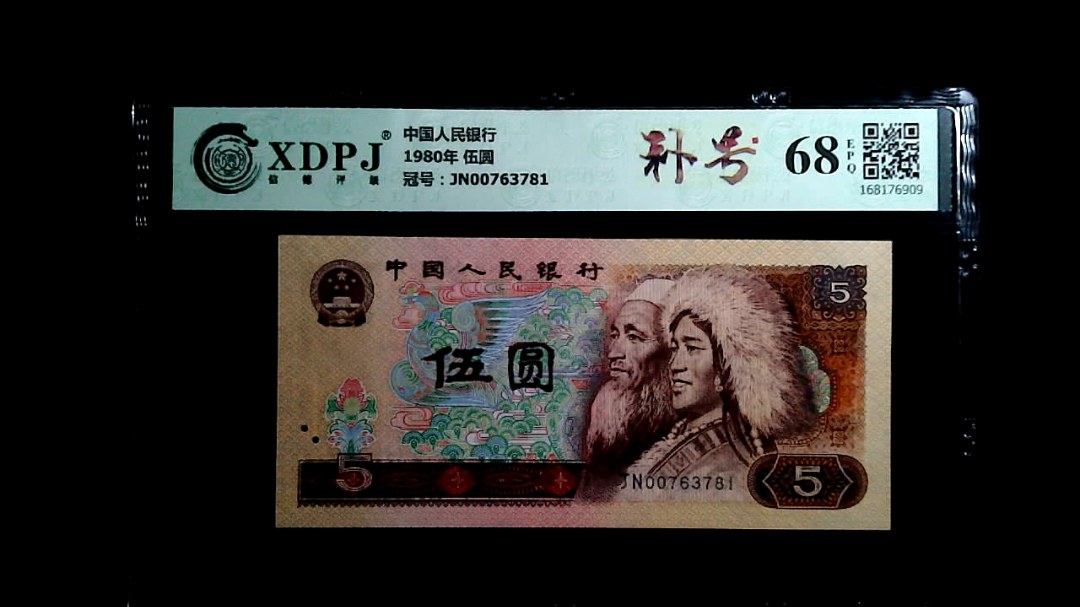 XDPJ®
信德评级
中国人民银行
1980年 伍圆
冠号：JN00763781
补号
68 EPQ
168176909
中国人民银行
5
伍圆
5
JN00763781
5